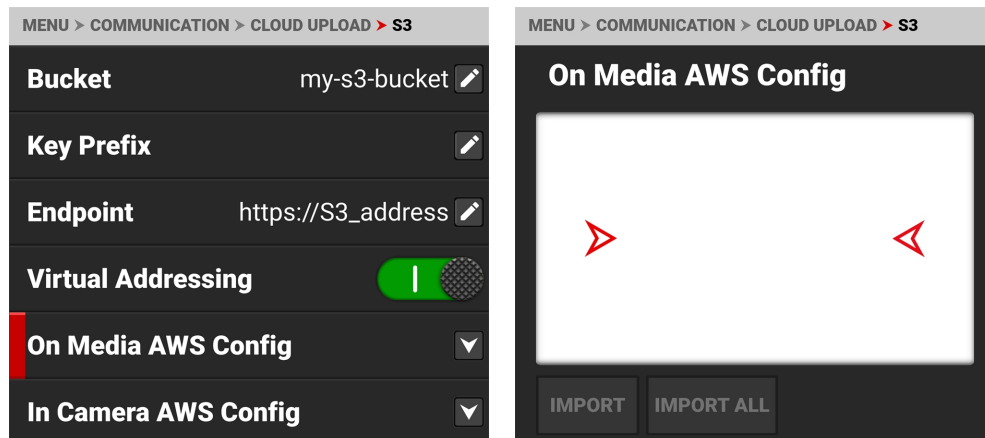 MENU > COMMUNICATION > CLOUD UPLOAD > S3
Bucket my-s3-bucket
Key Prefix
Endpoint https://S3_address
Virtual Addressing
On Media AWS Config
In Camera AWS Config
MENU > COMMUNICATION > CLOUD UPLOAD > S3
On Media AWS Config
IMPORT IMPORT ALL